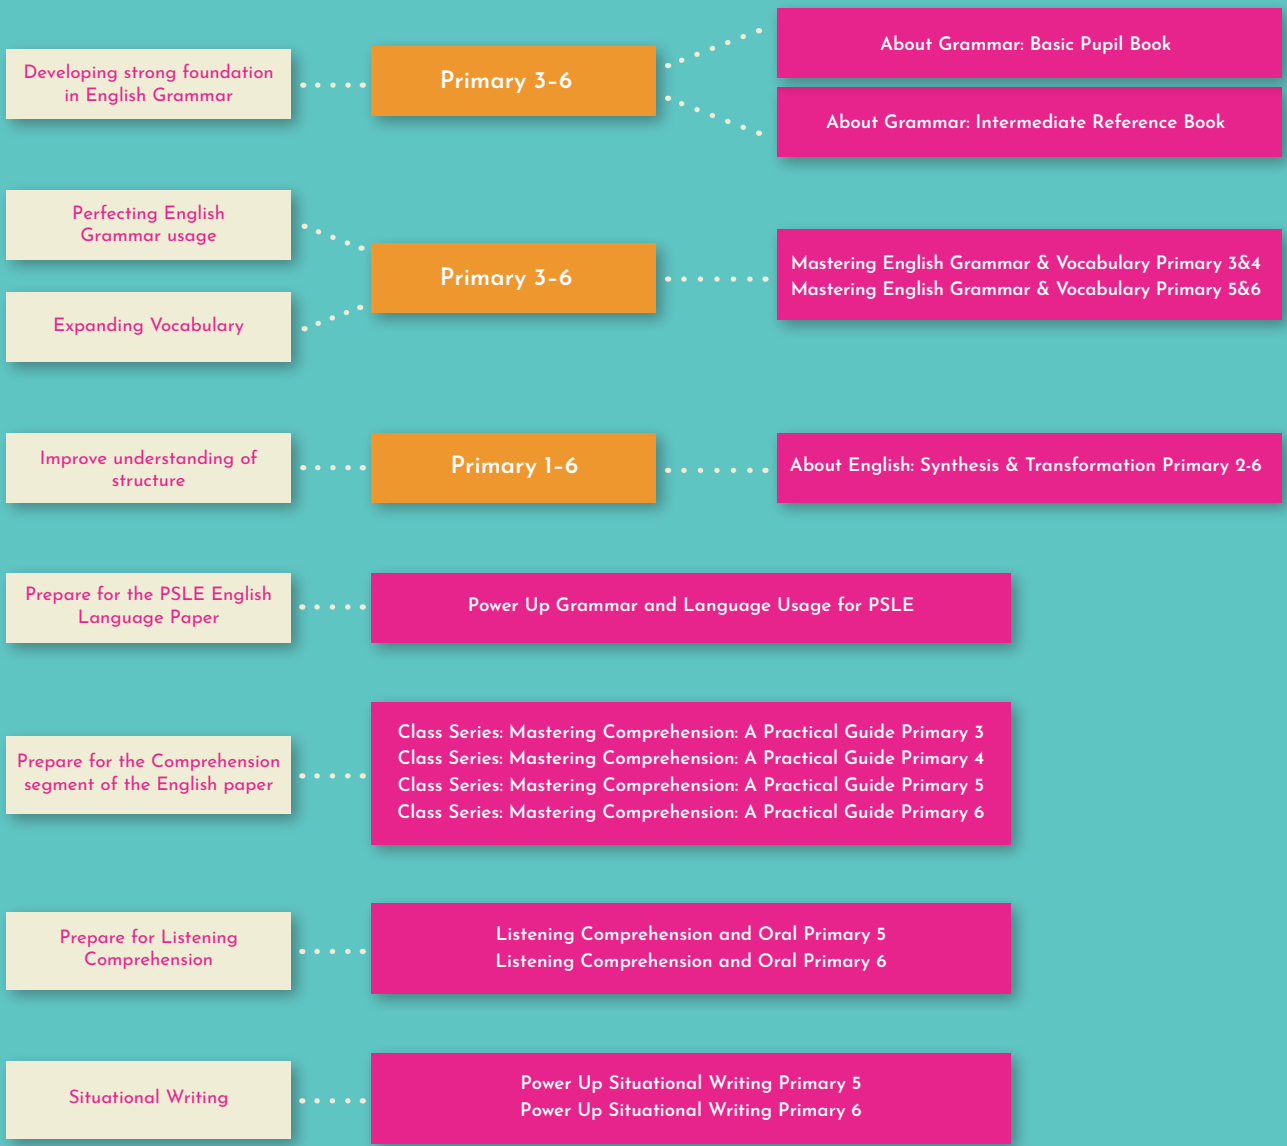 Developing strong foundation
in English Grammar
Primary 3–6
About Grammar: Basic Pupil Book
About Grammar: Intermediate Reference Book
Perfecting English
Grammar usage
Expanding Vocabulary
Primary 3–6
Mastering English Grammar & Vocabulary Primary 3&4
Mastering English Grammar & Vocabulary Primary 5&6
Improve understanding of
structure
Primary 1–6
About English: Synthesis & Transformation Primary 2-6
Prepare for the PSLE English
Language Paper
Power Up Grammar and Language Usage for PSLE
Prepare for the Comprehension
segment of the English paper
Class Series: Mastering Comprehension: A Practical Guide Primary 3
Class Series: Mastering Comprehension: A Practical Guide Primary 4
Class Series: Mastering Comprehension: A Practical Guide Primary 5
Class Series: Mastering Comprehension: A Practical Guide Primary 6
Prepare for Listening
Comprehension
Listening Comprehension and Oral Primary 5
Listening Comprehension and Oral Primary 6
Situational Writing
Power Up Situational Writing Primary 5
Power Up Situational Writing Primary 6